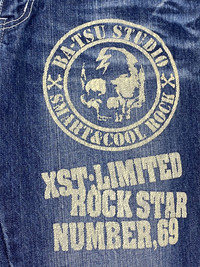 BA-TSU STUDIO
SMART&COOL ROCK
XST·LIMITED
ROCK STAR
NUMBER,69